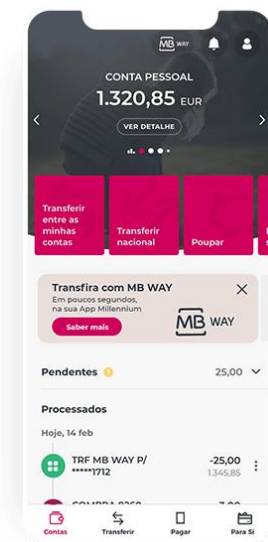 MB WAY
CONTA PESSOAL
1.320,85 EUR
VER DETALHE
Transferir
entre as
minhas
contas
Transferir
nacional
Poupar
Transfira com MB WAY
Em poucos segundos,
na sua App Millennium
Saber mais
MB WAY
Pendentes
25,00
Processados
Hoje, 14 feb
TRF MB WAY P/
*****1712
-25,00
1.345,85
Contas
Transferir
Pagar
Para Si